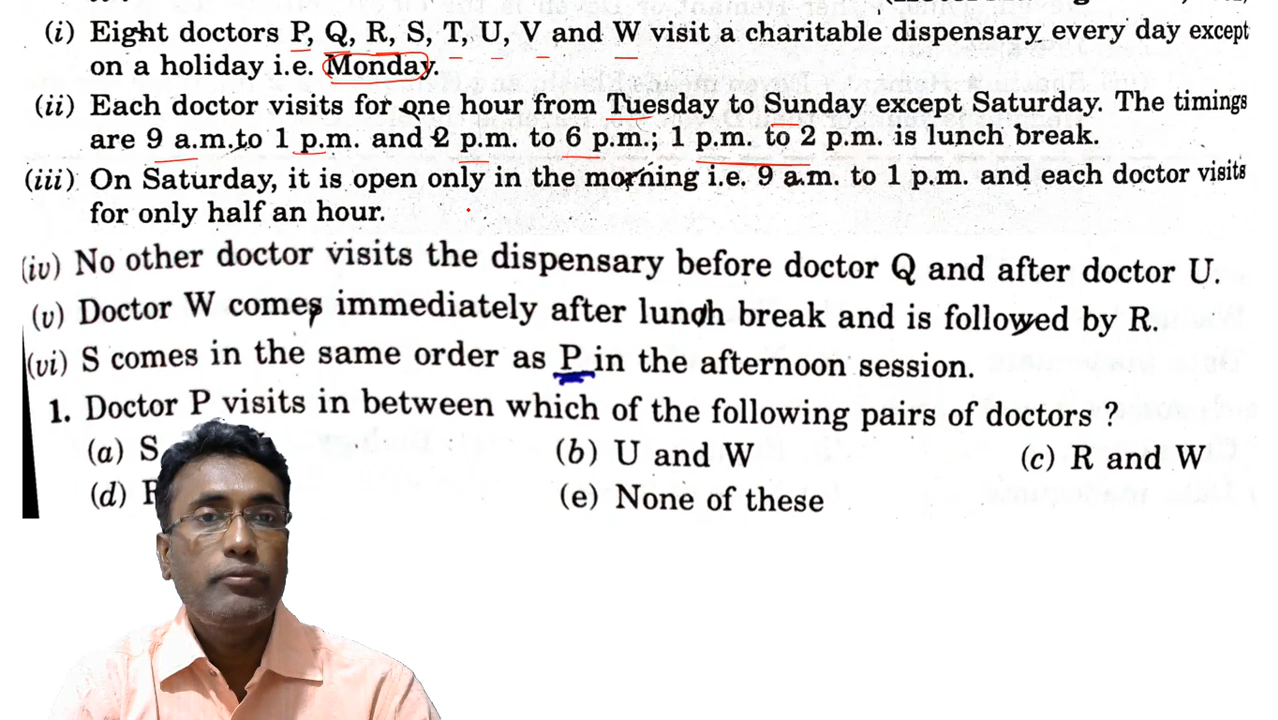 (i) Eight doctors P, Q, R, S, T, U, V and W visit a charitable dispensary every day except
on a holiday i.e. Monday.
(ii) Each doctor visits for one hour from Tuesday to Sunday except Saturday. The timings
are 9 a.m.to 1 p.m. and 2 p.m. to 6 p.m.; 1 p.m. to 2 p.m. is lunch break.
(iii) On Saturday, it is open only in the morning i.e. 9 a.m. to 1 p.m. and each doctor visits
for only half an hour.
(iv) No other doctor visits the dispensary before doctor Q and after doctor U.
(v) Doctor W comes immediately after lunch break and is followed by R.
(vi) S comes in the same order as P in the afternoon session.
1. Doctor P visits in between which of the following pairs of doctors ?
(a) S (b) U and W (c) R and W
(d) (e) None of these